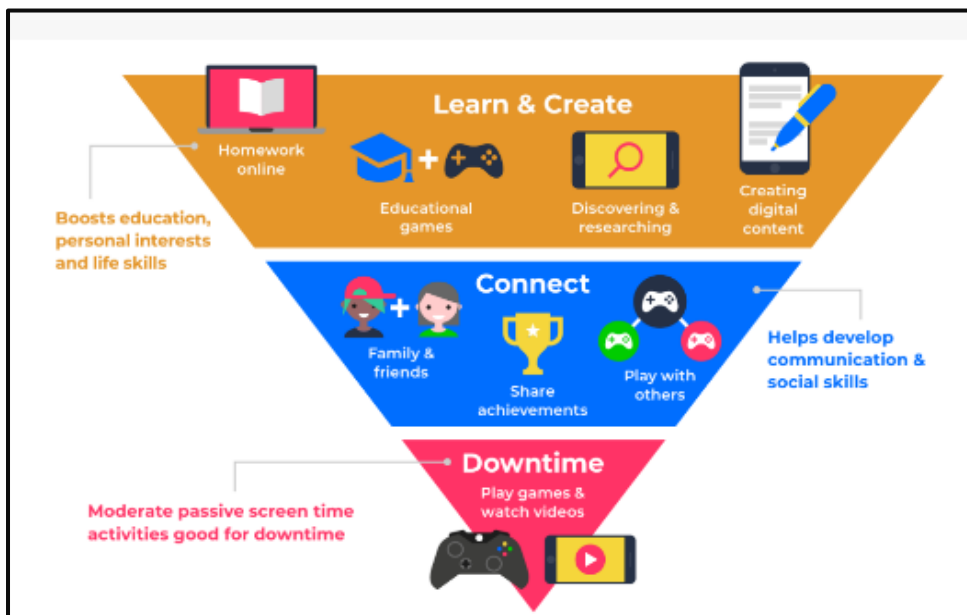 Learn & Create
Homework
online
Educational
games
Discovering &
researching
Creating
digital
content
Boosts education,
personal interests
and life skills
Connect
Family &
friends
Share
achievements
Play with
others
Helps develop
communication &
social skills
Downtime
Play games &
watch videos
Moderate passive screen time
activities good for downtime